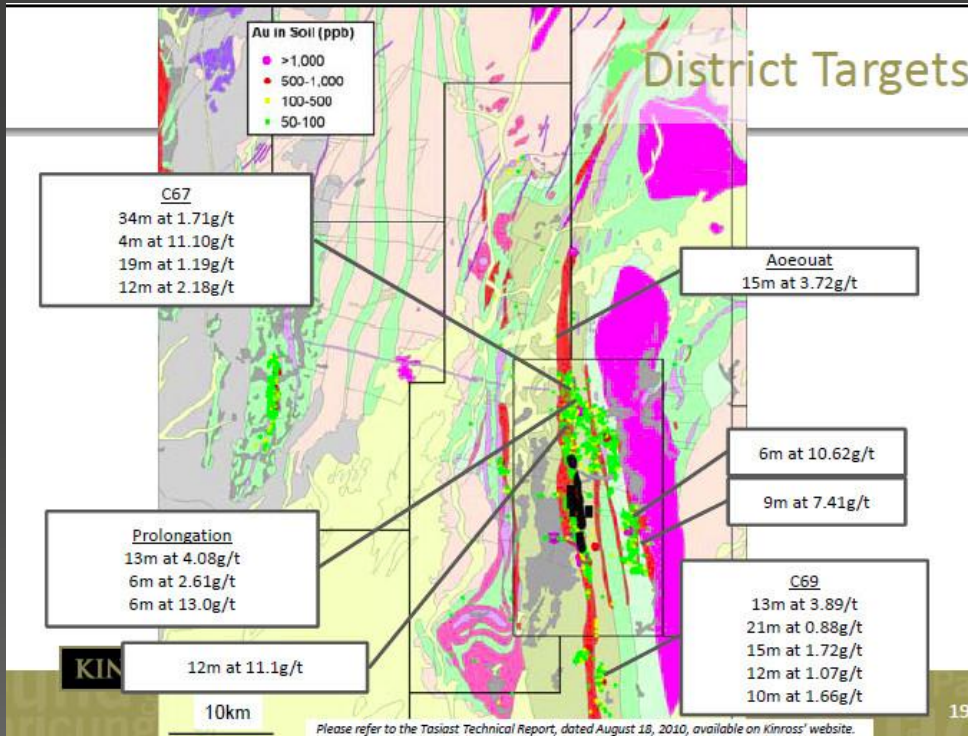 District Targets
Au in Soil (ppb)
>1,000
500-1,000
100-500
50-100
C67
34m at 1.71g/t
4m at 11.10g/t
19m at 1.19g/t
12m at 2.18g/t
Aoeouat
15m at 3.72g/t
6m at 10.62g/t
9m at 7.41g/t
Prolongation
13m at 4.08g/t
6m at 2.61g/t
6m at 13.0g/t
C69
13m at 3.89/t
21m at 0.88g/t
15m at 1.72g/t
12m at 1.07g/t
10m at 1.66g/t
12m at 11.1g/t
KIN
10km
19
Please refer to the Tasiast Technical Report, dated August 18, 2010, available on Kinross' website.